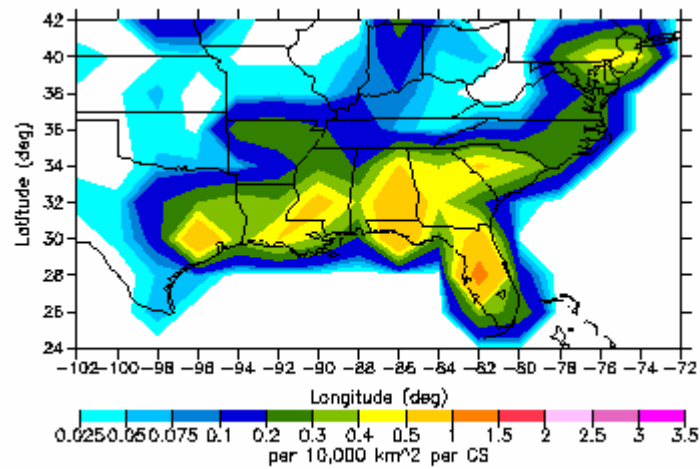 42
40
38
36
34
32
30
28
26
24
Latitude (deg)
-102-100 -98 -96 -94 -92 -90 -88 -86 -84 -82 -80 -78 -76 -74 -72
Longitude (deg)
0.025 0.05 0.075 0.1 0.2 0.3 0.4 0.5 1 1.5 2 2.5 3 3.5
per 10,000 km^2 per CS